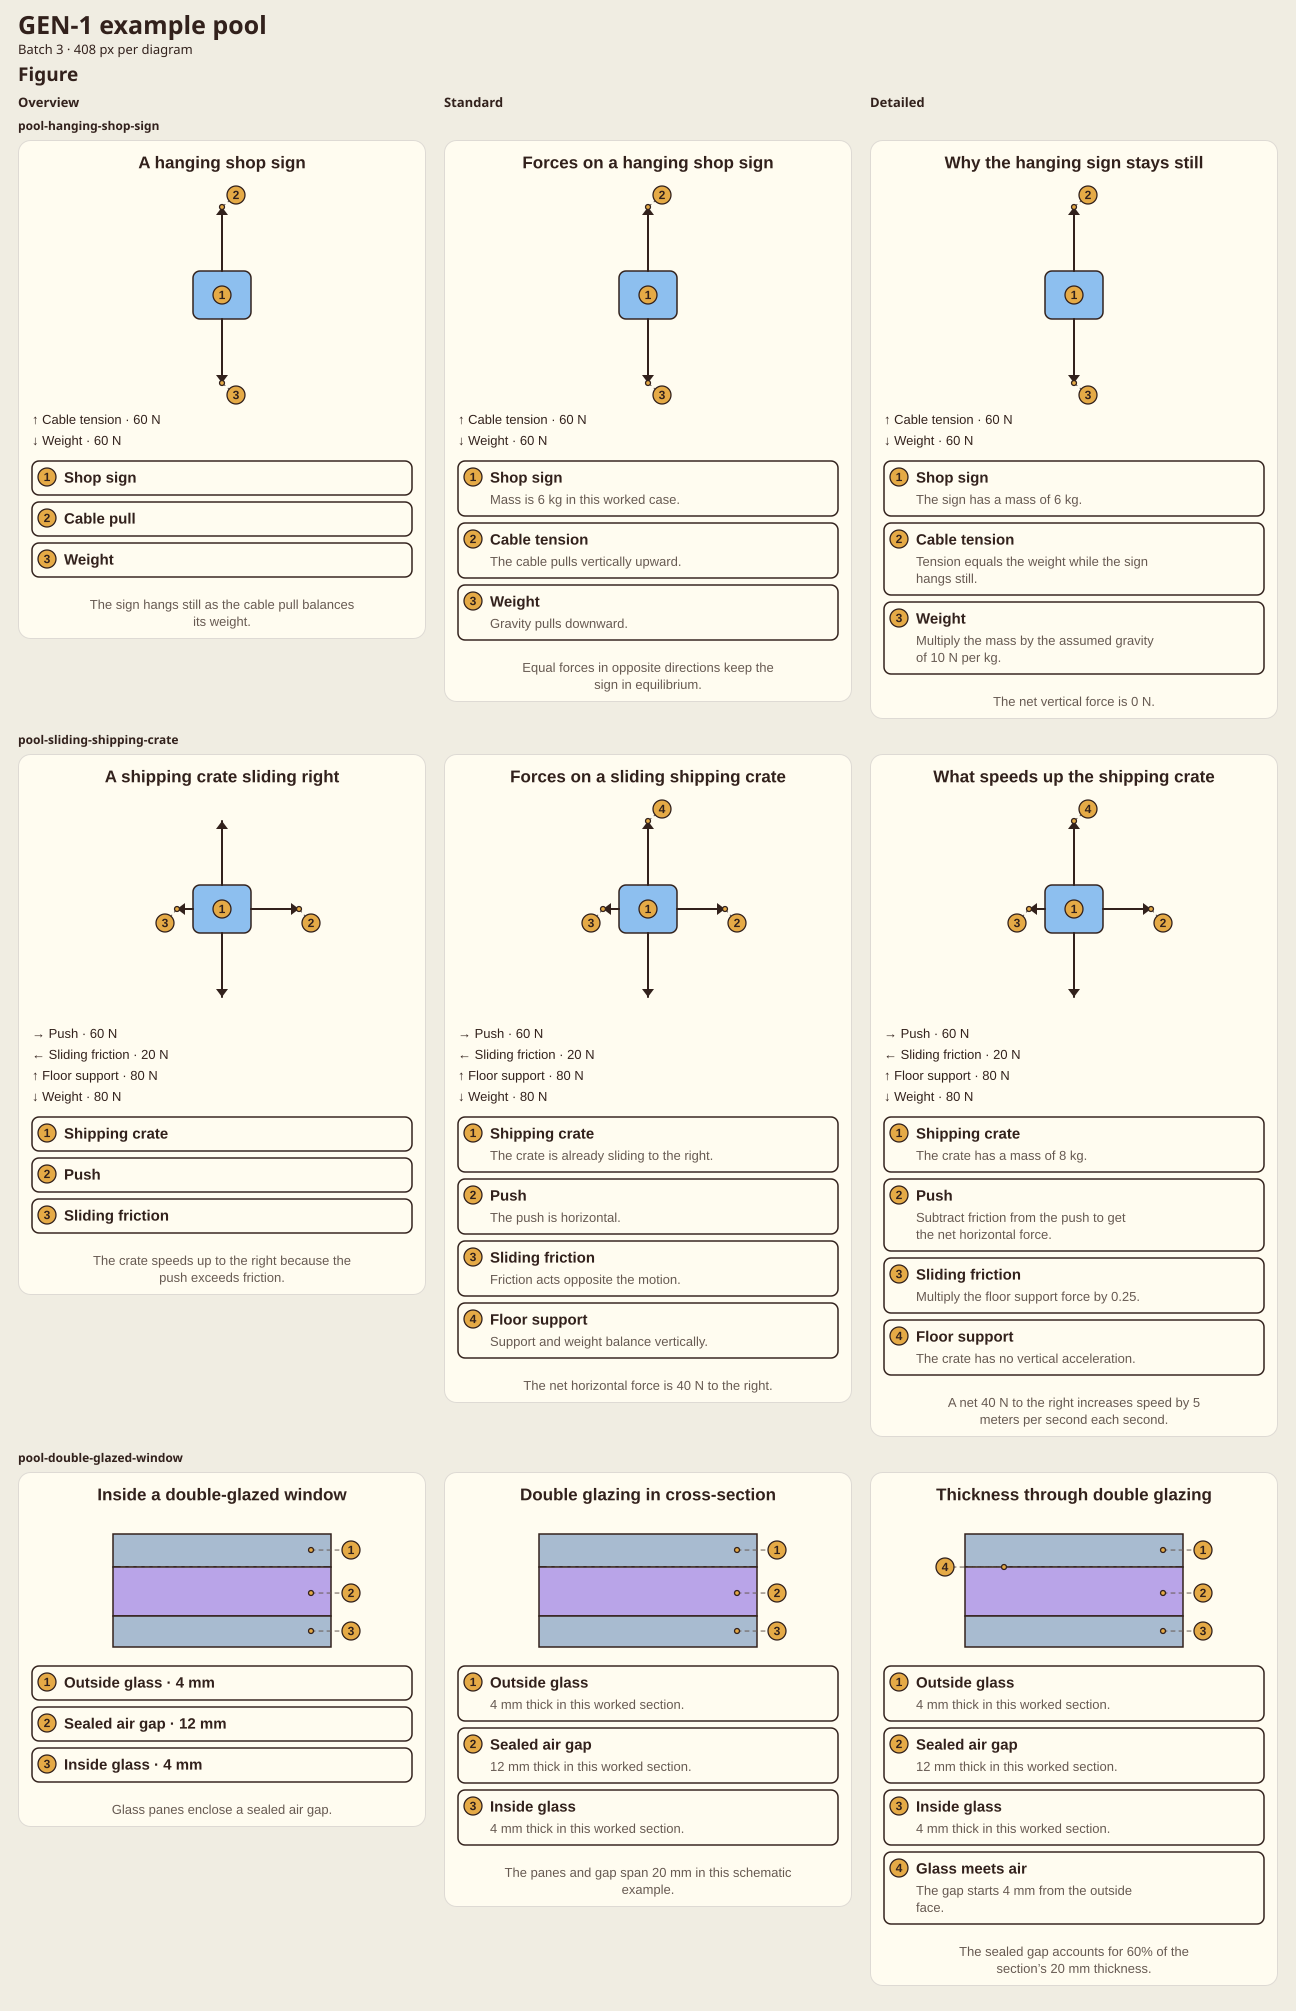 GEN-1 example pool
Batch 3 · 408 px per diagram
Figure
Overview
Standard
Detailed
pool-hanging-shop-sign
A hanging shop sign
2
1
3
↑ Cable tension · 60 N
↓ Weight · 60 N
1 Shop sign
2 Cable pull
3 Weight
The sign hangs still as the cable pull balances
its weight.
Forces on a hanging shop sign
2
1
3
↑ Cable tension · 60 N
↓ Weight · 60 N
1 Shop sign
Mass is 6 kg in this worked case.
2 Cable tension
The cable pulls vertically upward.
3 Weight
Gravity pulls downward.
Equal forces in opposite directions keep the
sign in equilibrium.
Why the hanging sign stays still
2
1
3
↑ Cable tension · 60 N
↓ Weight · 60 N
1 Shop sign
The sign has a mass of 6 kg.
2 Cable tension
Tension equals the weight while the sign
hangs still.
3 Weight
Multiply the mass by the assumed gravity
of 10 N per kg.
The net vertical force is 0 N.
pool-sliding-shipping-crate
A shipping crate sliding right
1
3
2
→ Push · 60 N
← Sliding friction · 20 N
↑ Floor support · 80 N
↓ Weight · 80 N
1 Shipping crate
2 Push
3 Sliding friction
The crate speeds up to the right because the
push exceeds friction.
Forces on a sliding shipping crate
4
1
3
2
→ Push · 60 N
← Sliding friction · 20 N
↑ Floor support · 80 N
↓ Weight · 80 N
1 Shipping crate
The crate is already sliding to the right.
2 Push
The push is horizontal.
3 Sliding friction
Friction acts opposite the motion.
4 Floor support
Support and weight balance vertically.
The net horizontal force is 40 N to the right.
What speeds up the shipping crate
4
1
3
2
→ Push · 60 N
← Sliding friction · 20 N
↑ Floor support · 80 N
↓ Weight · 80 N
1 Shipping crate
The crate has a mass of 8 kg.
2 Push
Subtract friction from the push to get
the net horizontal force.
3 Sliding friction
Multiply the floor support force by 0.25.
4 Floor support
The crate has no vertical acceleration.
A net 40 N to the right increases speed by 5
meters per second each second.
pool-double-glazed-window
Inside a double-glazed window
1
2
3
1 Outside glass · 4 mm
2 Sealed air gap · 12 mm
3 Inside glass · 4 mm
Glass panes enclose a sealed air gap.
Double glazing in cross-section
1
2
3
1 Outside glass
4 mm thick in this worked section.
2 Sealed air gap
12 mm thick in this worked section.
3 Inside glass
4 mm thick in this worked section.
The panes and gap span 20 mm in this schematic
example.
Thickness through double glazing
1
4
2
3
1 Outside glass
4 mm thick in this worked section.
2 Sealed air gap
12 mm thick in this worked section.
3 Inside glass
4 mm thick in this worked section.
4 Glass meets air
The gap starts 4 mm from the outside
face.
The sealed gap accounts for 60% of the
section's 20 mm thickness.